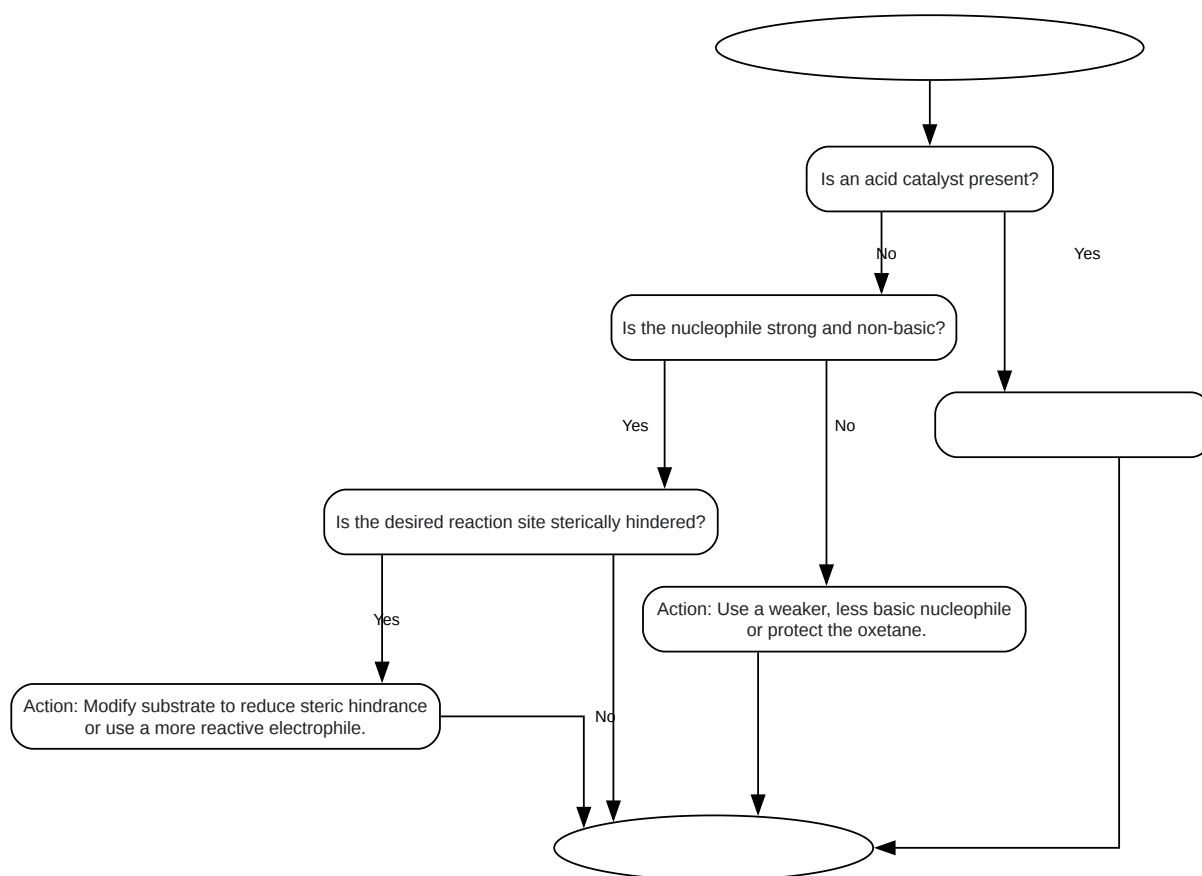 Is an acid catalyst present?
No
Yes
Is the nucleophile strong and non-basic?
Yes
No
Is the desired reaction site sterically hindered?
Action: Use a weaker, less basic nucleophile
or protect the oxetane.
Yes
Action: Modify substrate to reduce steric hindrance
or use a more reactive electrophile.
No